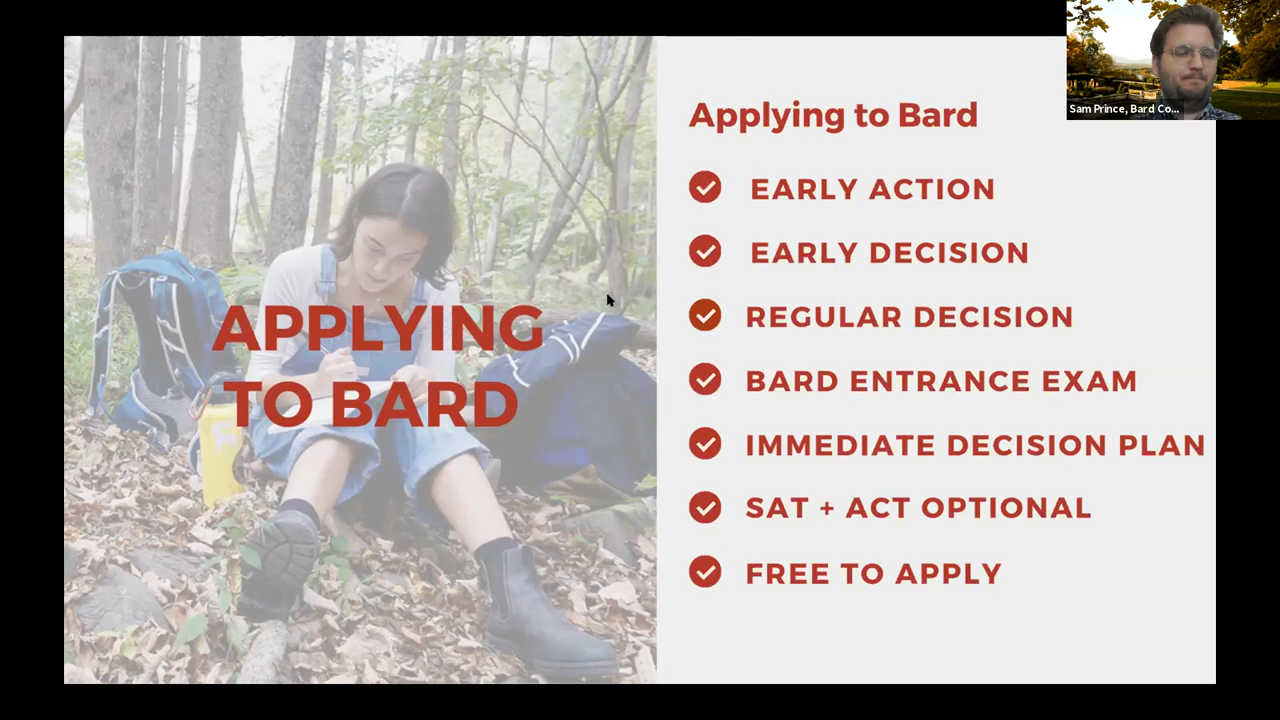 Sam Prince, Bard Co...
APPLYING
TO BARD
Applying to Bard
EARLY ACTION
EARLY DECISION
REGULAR DECISION
BARD ENTRANCE EXAM
IMMEDIATE DECISION PLAN
SAT + ACT OPTIONAL
FREE TO APPLY